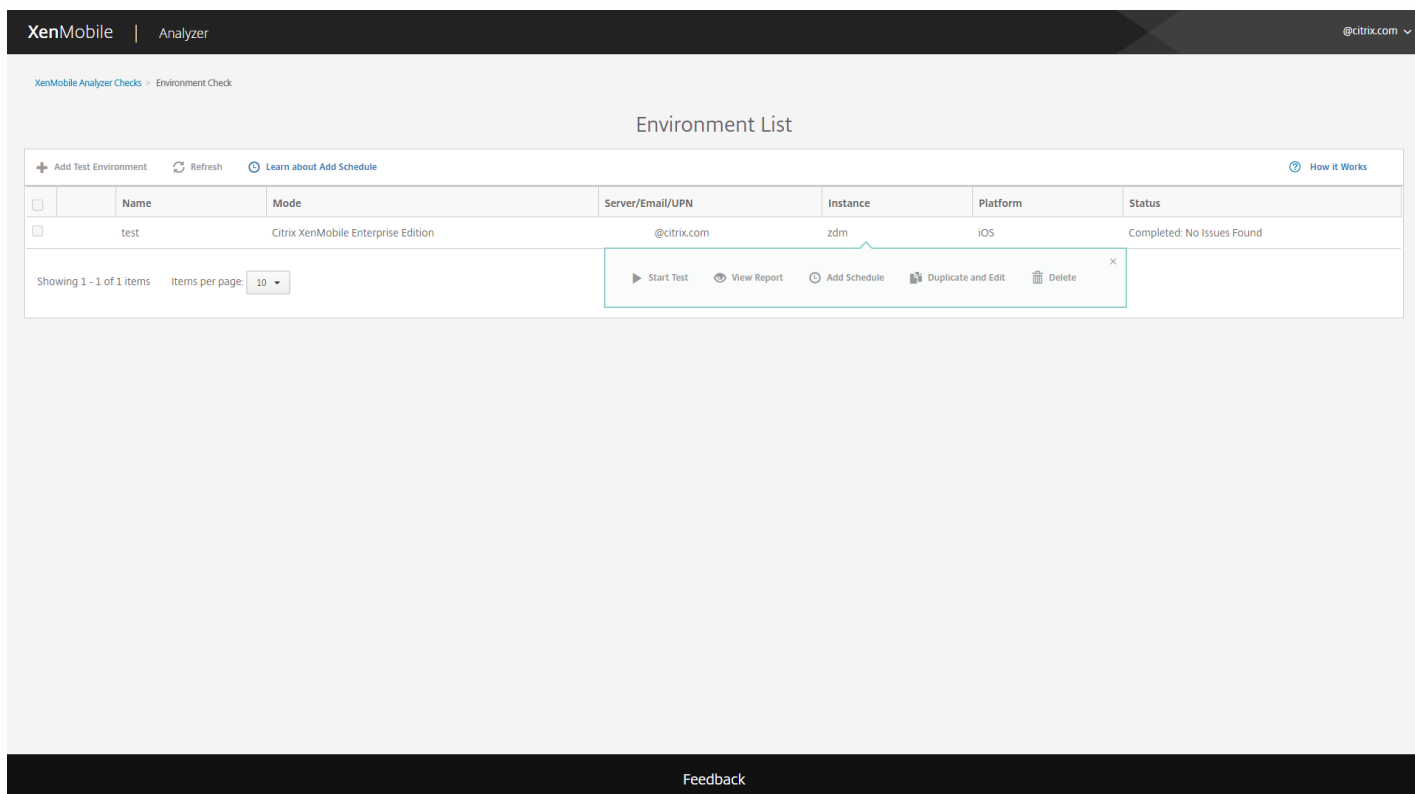 XenMobile | Analyzer
@citrix.com
XenMobile Analyzer Checks > Environment Check
Environment List
Add Test Environment Refresh Learn about Add Schedule How it Works
Name Mode Server/Email/UPN Instance Platform Status
test Citrix XenMobile Enterprise Edition @citrix.com zdm iOS Completed: No Issues Found
Showing 1 - 1 of 1 items Items per page: 10
Start Test View Report Add Schedule Duplicate and Edit Delete
Feedback